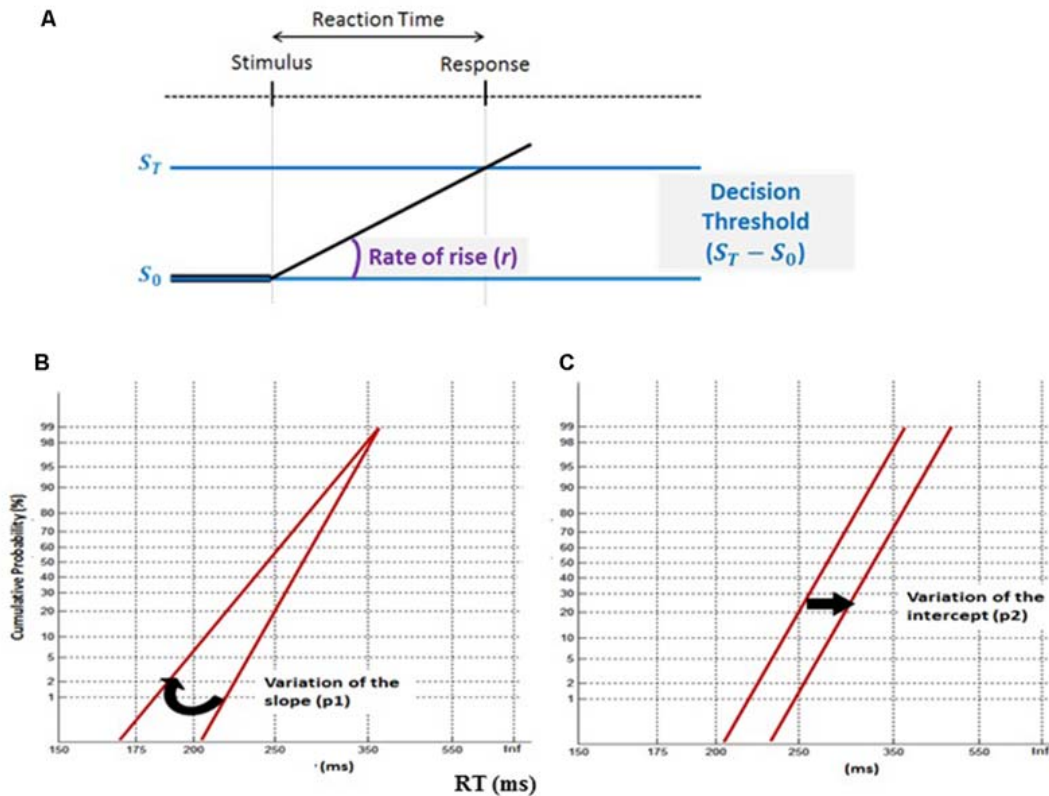 A
Reaction Time
Stimulus
Response
S_T
Decision
Threshold
(S_T − S_0)
Rate of rise (r)
S_0
B
C
99
98
95
90
80
70
60
50
40
30
20
10
5
2
1
Cumulative Probability [%]
Variation of the
slope (p1)
150 175 200 250 350 550 Inf
(ms)
99
98
95
90
80
70
60
50
40
30
20
10
5
2
1
Variation of the
intercept (p2)
150 175 200 250 350 550 Inf
(ms)
RT (ms)